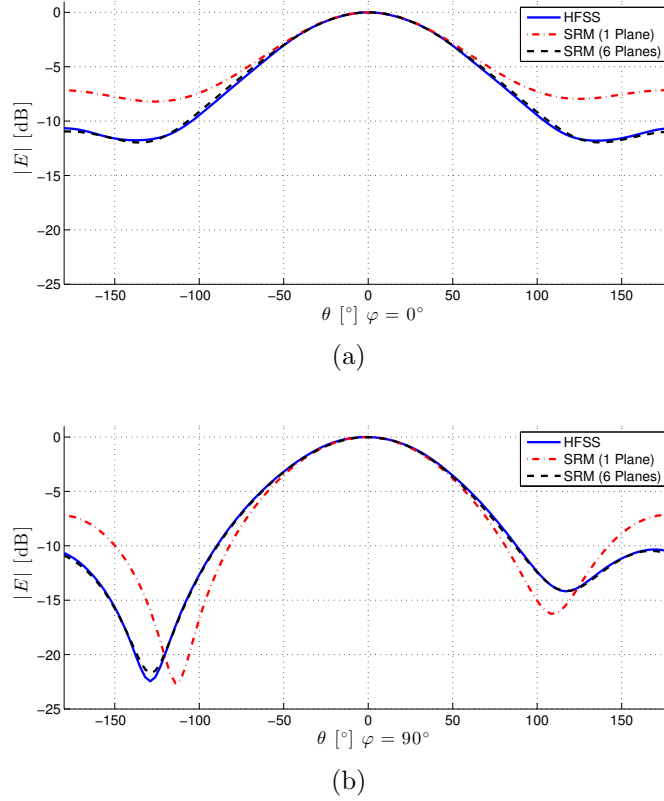 0
−5
−10
−15
−20
−25
|E| [dB]
HFSS
SRM (1 Plane)
SRM (6 Planes)
−150 −100 −50 0 50 100 150
θ [°] φ = 0°
(a)
0
−5
−10
−15
−20
−25
|E| [dB]
HFSS
SRM (1 Plane)
SRM (6 Planes)
−150 −100 −50 0 50 100 150
θ [°] φ = 90°
(b)